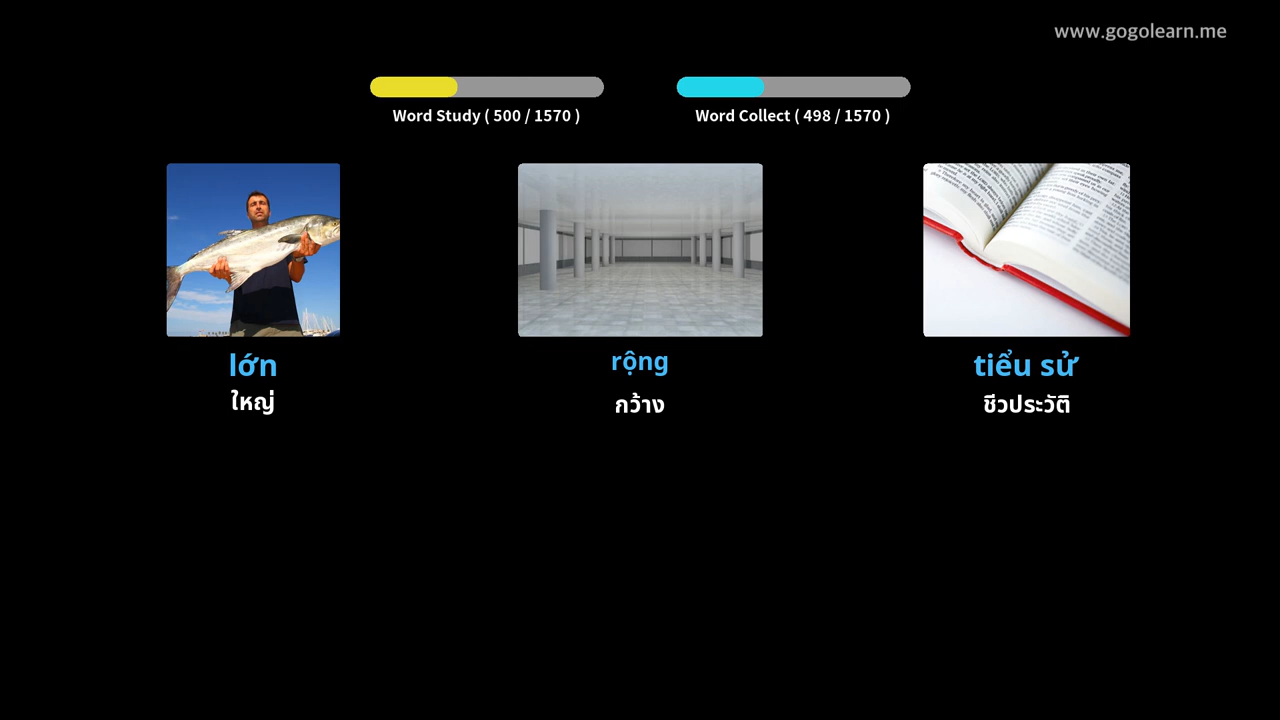 www.gogolearn.me
Word Study ( 500 / 1570 )
Word Collect ( 498 / 1570 )
lớn
ใหญ่
rộng
กว้าง
tiểu sử
ชีวประวัติ